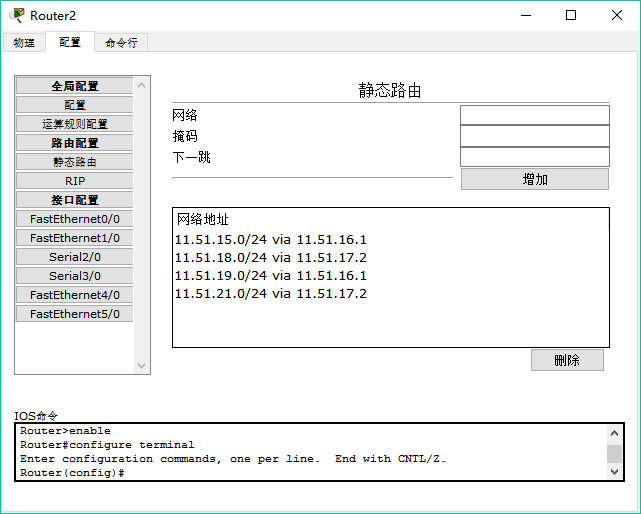 Router2
物理 配置 命令行
全局配置
配置
运算规则配置
路由配置
静态路由
RIP
接口配置
FastEthernet0/0
FastEthernet1/0
Serial2/0
Serial3/0
FastEthernet4/0
FastEthernet5/0
静态路由
网络
掩码
下一跳
增加
网络地址
11.51.15.0/24 via 11.51.16.1
11.51.18.0/24 via 11.51.17.2
11.51.19.0/24 via 11.51.16.1
11.51.21.0/24 via 11.51.17.2
删除
IOS命令
Router>enable
Router#configure terminal
Enter configuration commands, one per line.  End with CNTL/Z.
Router(config)#